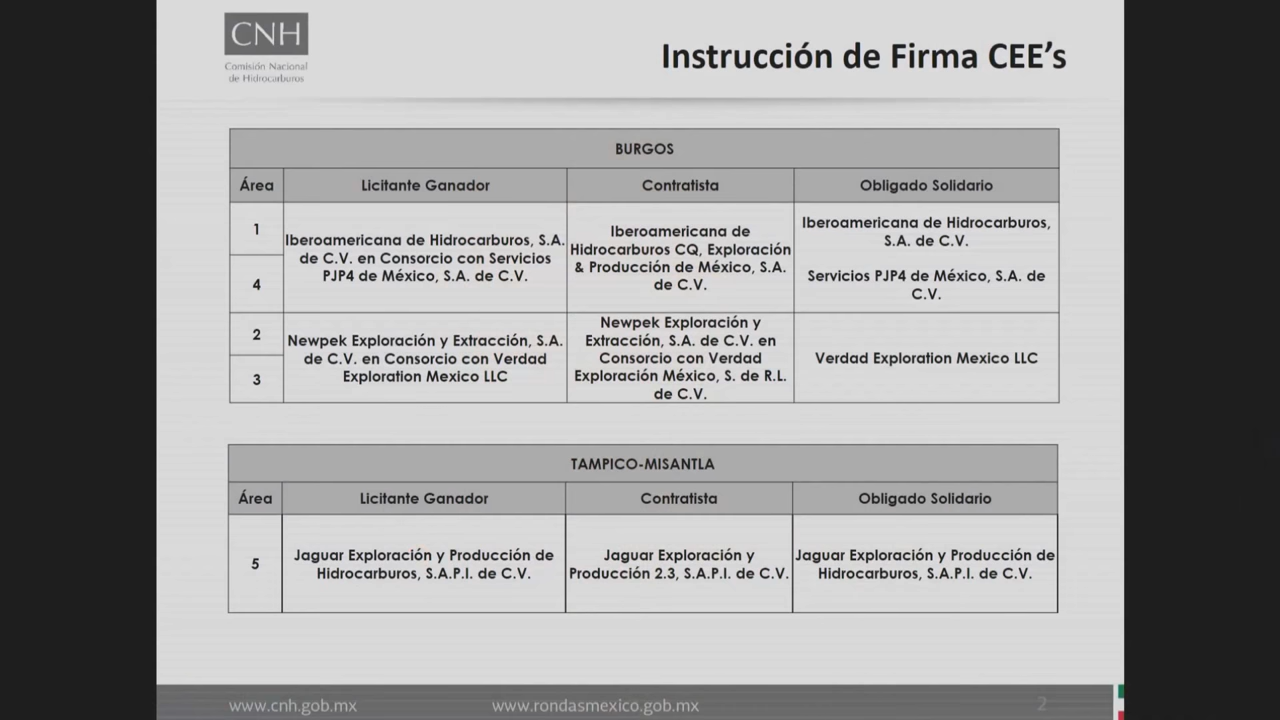 CNH
Comisión Nacional
de Hidrocarburos
Instrucción de Firma CEE’s
BURGOS
Área
Licitante Ganador
Contratista
Obligado Solidario
1
4
Iberoamericana de Hidrocarburos, S.A.
de C.V. en Consorcio con Servicios
PJP4 de México, S.A. de C.V.
Iberoamericana de
Hidrocarburos CQ, Exploración
& Producción de México, S.A.
de C.V.
Iberoamericana de Hidrocarburos,
S.A. de C.V.
Servicios PJP4 de México, S.A. de
C.V.
2
3
Newpek Exploración y Extracción, S.A.
de C.V. en Consorcio con Verdad
Exploration Mexico LLC
Newpek Exploración y
Extracción, S.A. de C.V. en
Consorcio con Verdad
Exploración México, S. de R.L.
de C.V.
Verdad Exploration Mexico LLC
TAMPICO-MISANTLA
Área
Licitante Ganador
Contratista
Obligado Solidario
5
Jaguar Exploración y Producción de
Hidrocarburos, S.A.P.I. de C.V.
Jaguar Exploración y
Producción 2.3, S.A.P.I. de C.V.
Jaguar Exploración y Producción de
Hidrocarburos, S.A.P.I. de C.V.
www.cnh.gob.mx
www.rondasmexico.gob.mx
2